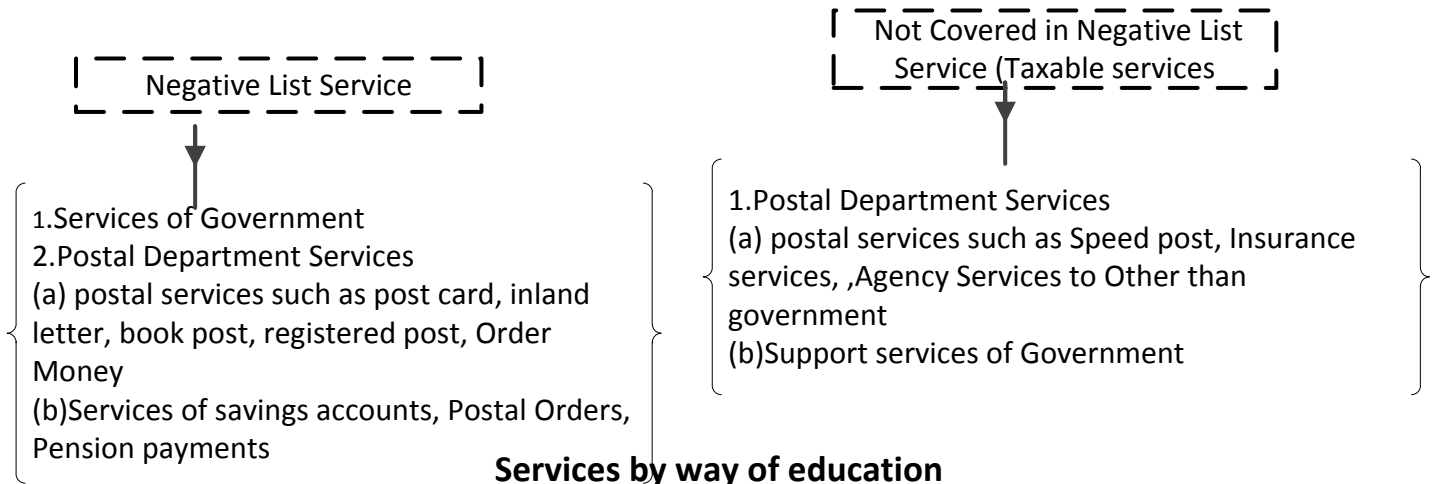 Negative List Service
1.Services of Government
2.Postal Department Services
(a) postal services such as post card, inland
letter, book post, registered post, Order
Money
(b)Services of savings accounts, Postal Orders,
Pension payments
Not Covered in Negative List
Service (Taxable services
1.Postal Department Services
(a) postal services such as Speed post, Insurance
services, ,Agency Services to Other than
government
(b)Support services of Government
Services by way of education